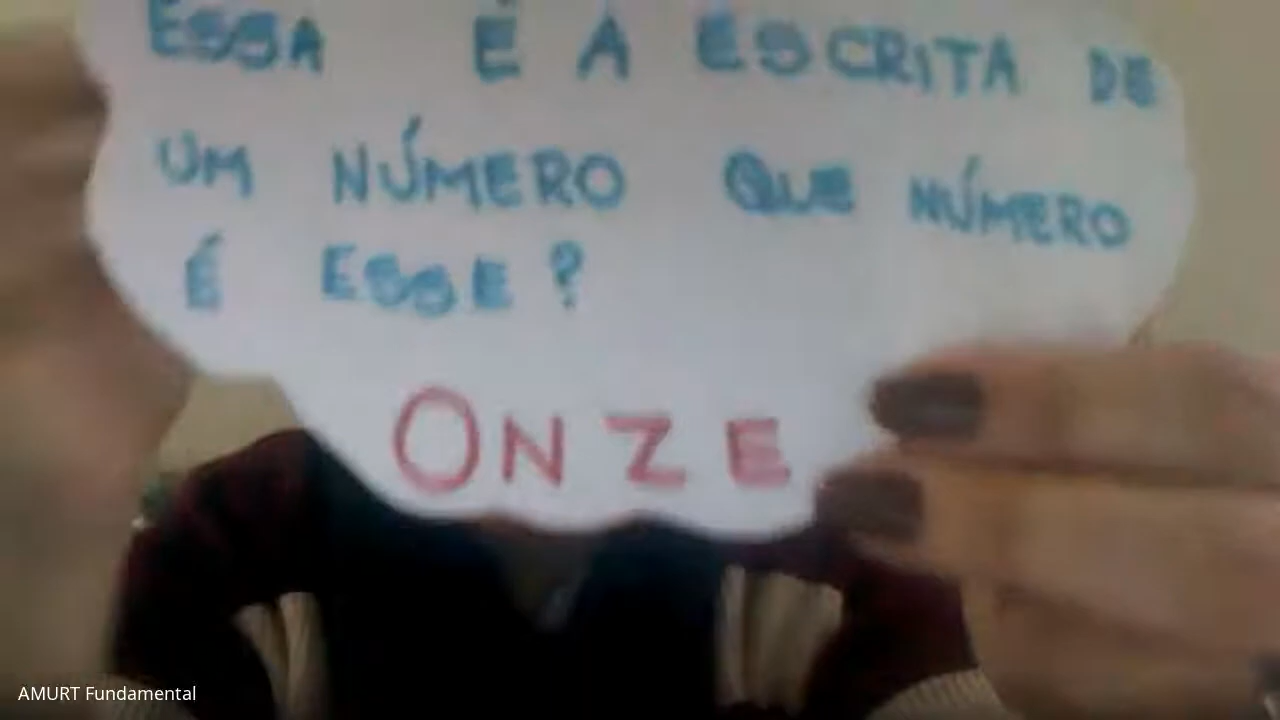 ESSA É A ESCRITA DE
UM NÚMERO QUE NÚMERO
É ESSE?
ONZE
AMURT Fundamental